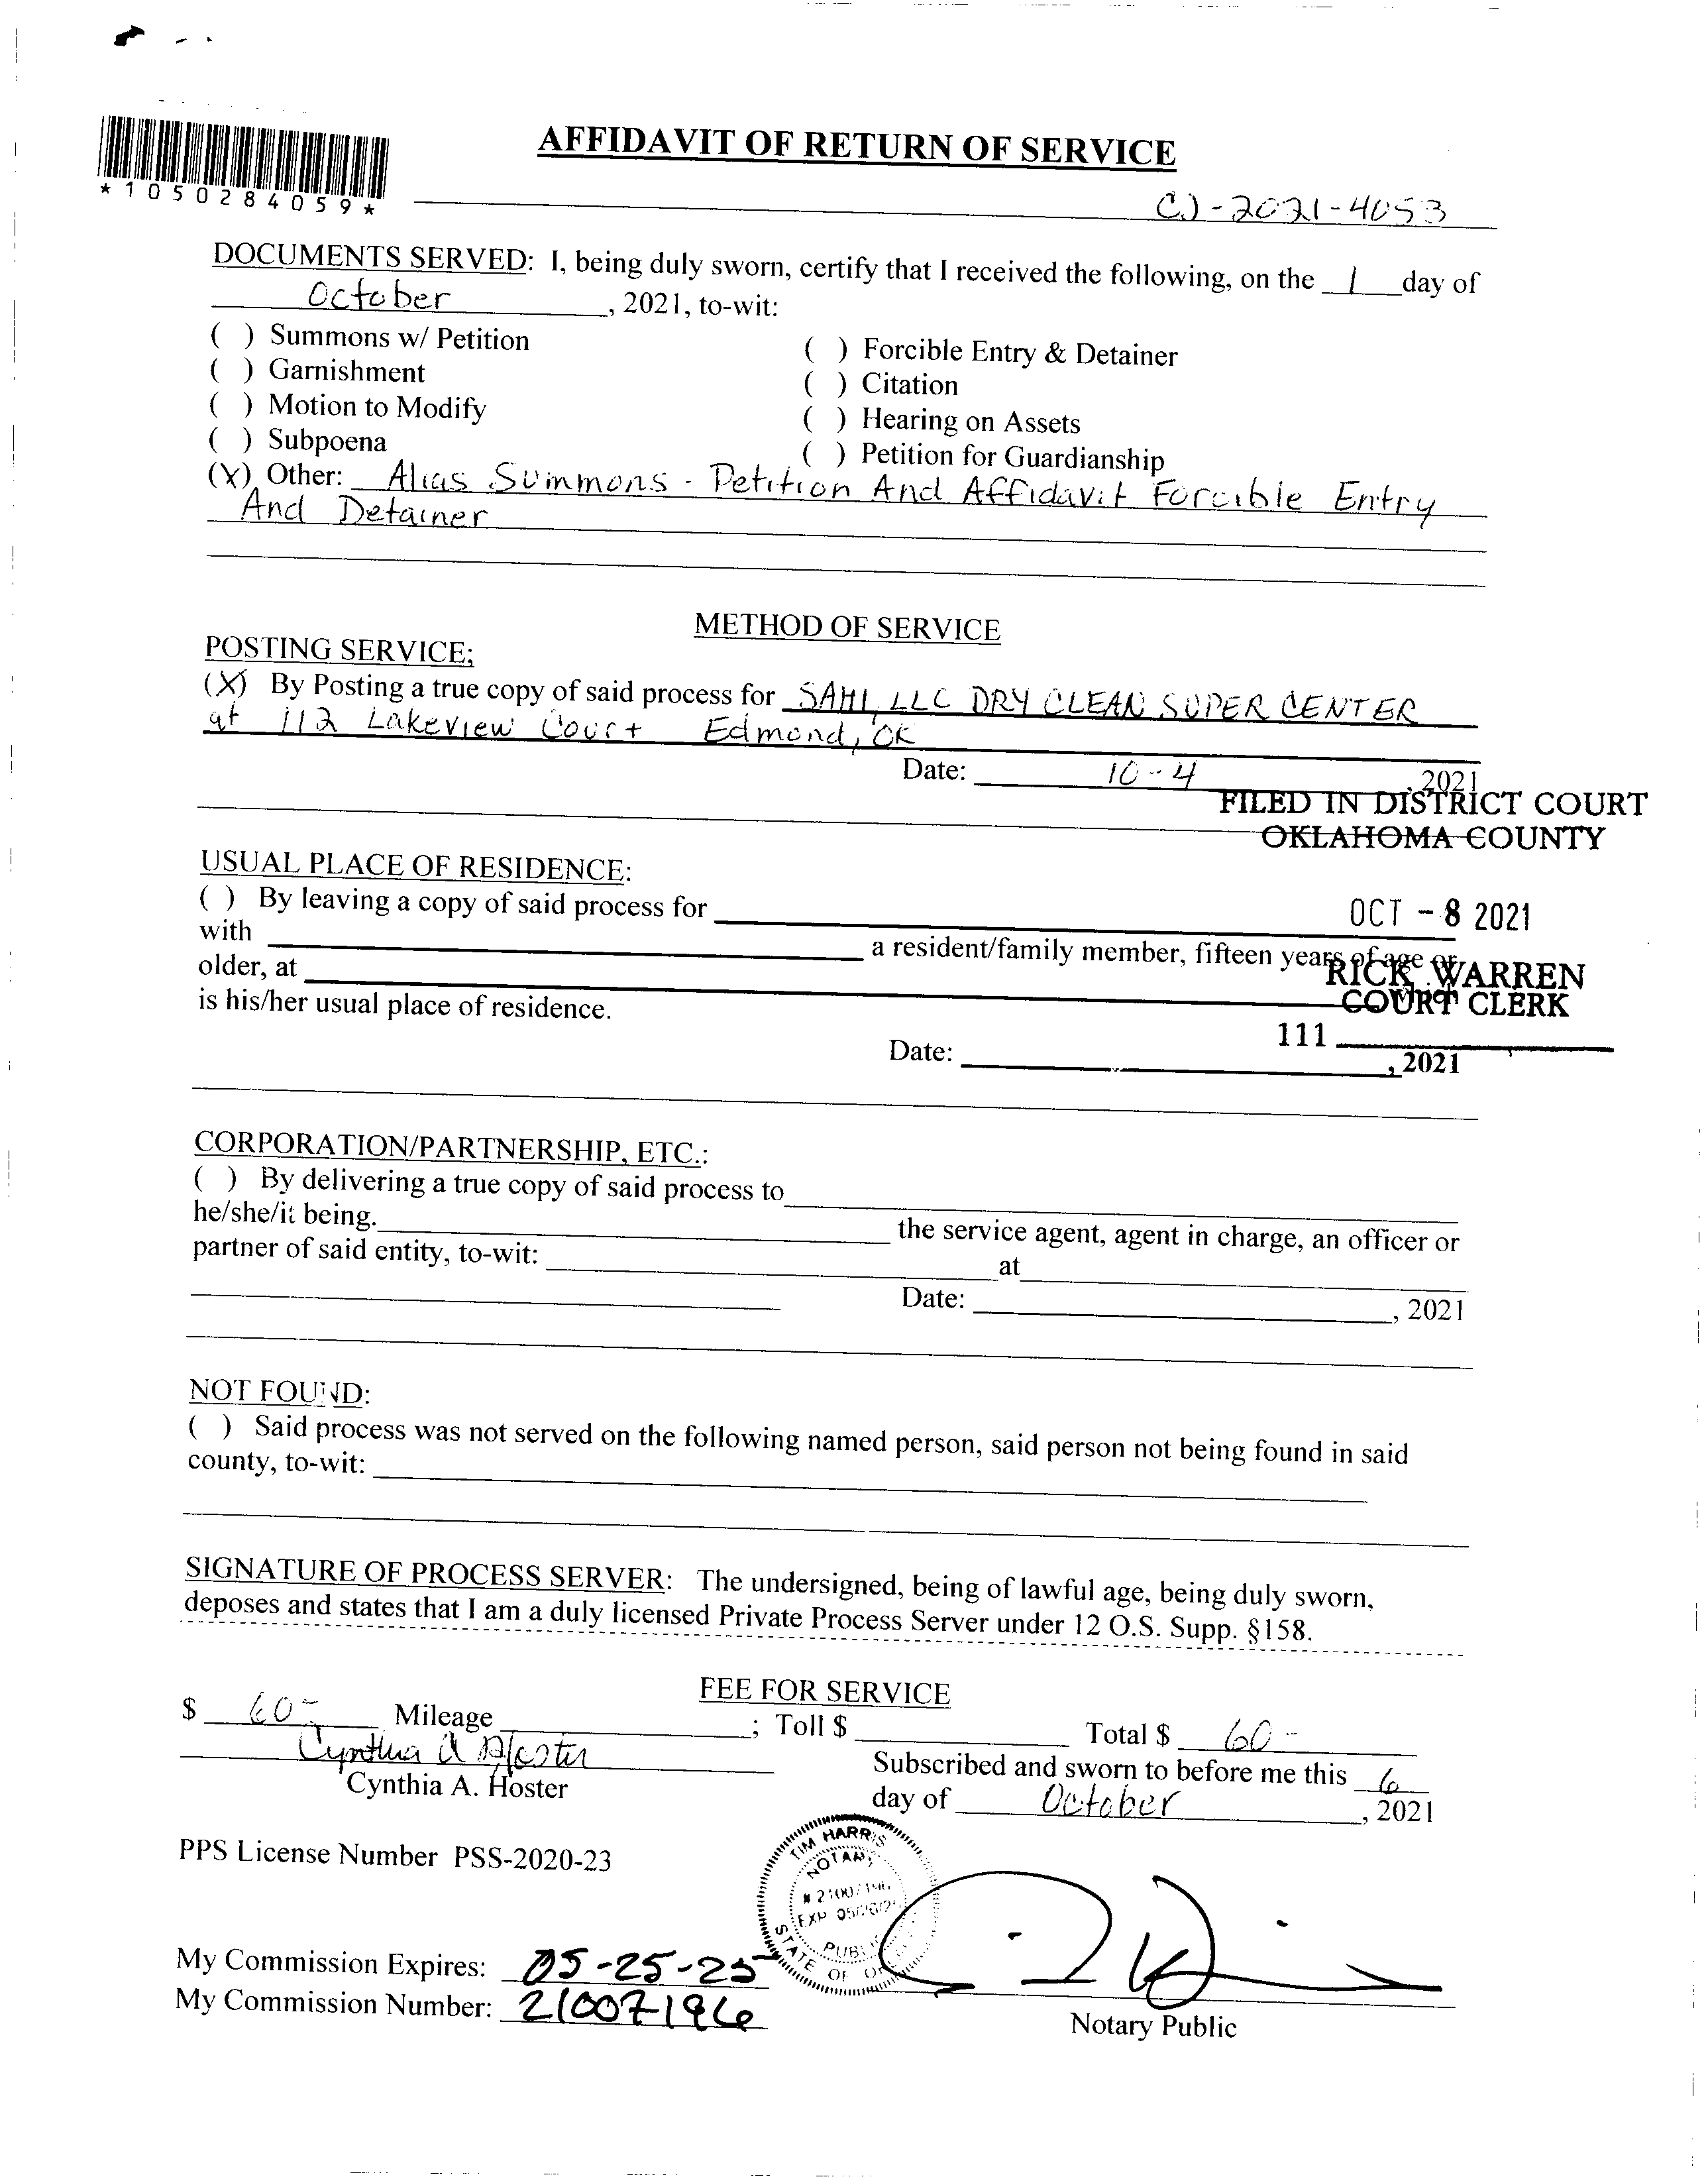 AFFIDAVIT OF RETURN OF SERVICE
*1050284059*
CJ-2021-4053
DOCUMENTS SERVED: I, being duly sworn, certify that I received the following, on the 1 day of
October, 2021, to-wit:
( ) Summons w/ Petition
( ) Forcible Entry & Detainer
( ) Garnishment
( ) Citation
( ) Motion to Modify
( ) Hearing on Assets
( ) Subpoena
( ) Petition for Guardianship
(X) Other: Alias Summons - Petition And Affidavit Forcible Entry
And Detainer
METHOD OF SERVICE
POSTING SERVICE;
(X) By Posting a true copy of said process for SAHI, LLC DRY CLEAN SUPER CENTER
at 112 Lakeview Court Edmond, OK
Date: 10-4, 2021
FILED IN DISTRICT COURT
OKLAHOMA COUNTY
USUAL PLACE OF RESIDENCE:
( ) By leaving a copy of said process for
OCT - 8 2021
with a resident/family member, fifteen years of age or
RICK WARREN
older, at which
COURT CLERK
is his/her usual place of residence.
111
Date: , 2021
CORPORATION/PARTNERSHIP, ETC.:
( ) By delivering a true copy of said process to
he/she/it being. the service agent, agent in charge, an officer or
partner of said entity, to-wit: at
Date: , 2021
NOT FOUND:
( ) Said process was not served on the following named person, said person not being found in said
county, to-wit:
SIGNATURE OF PROCESS SERVER: The undersigned, being of lawful age, being duly sworn,
deposes and states that I am a duly licensed Private Process Server under 12 O.S. Supp. §158.
FEE FOR SERVICE
$ 60- Mileage ; Toll $ Total $ 60-
Cynthia A Hoster
Subscribed and sworn to before me this 6
Cynthia A. Hoster
day of October, 2021
TIM HARRIS
NOTARY
PUBLIC
STATE OF
PPS License Number PSS-2020-23
My Commission Expires: 05-25-25
My Commission Number: 21007196
Notary Public